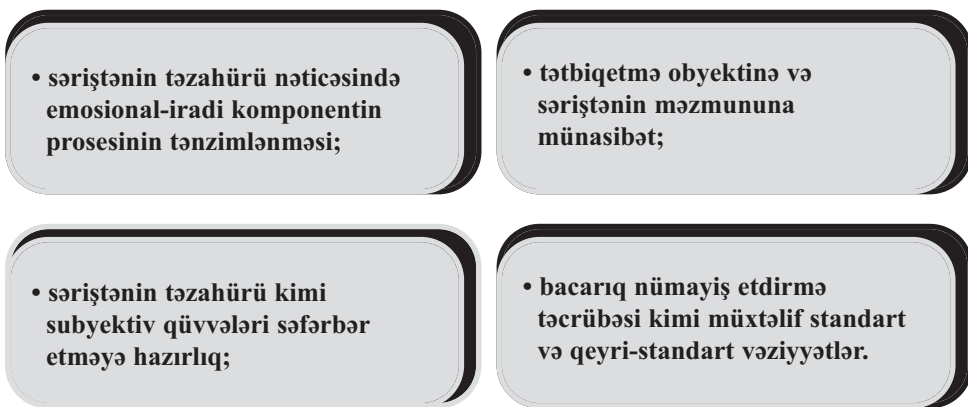 • səriştənin təzahürü nəticəsində
emosional-iradi komponentin
prosesinin tənzimlənməsi;
• tətbiqetmə obyektinə və
səriştənin məzmununa
münasibət;
• səriştənin təzahürü kimi
subyektiv qüvvələri səfərbər
etməyə hazırlıq;
• bacarıq nümayiş etdirmə
təcrübəsi kimi müxtəlif standart
və qeyri-standart vəziyyətlər.